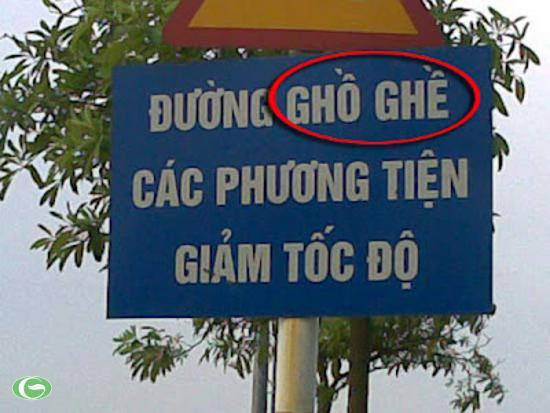 ĐƯỜNG GHỒ GHỀ
CÁC PHƯƠNG TIỆN
GIẢM TỐC ĐỘ